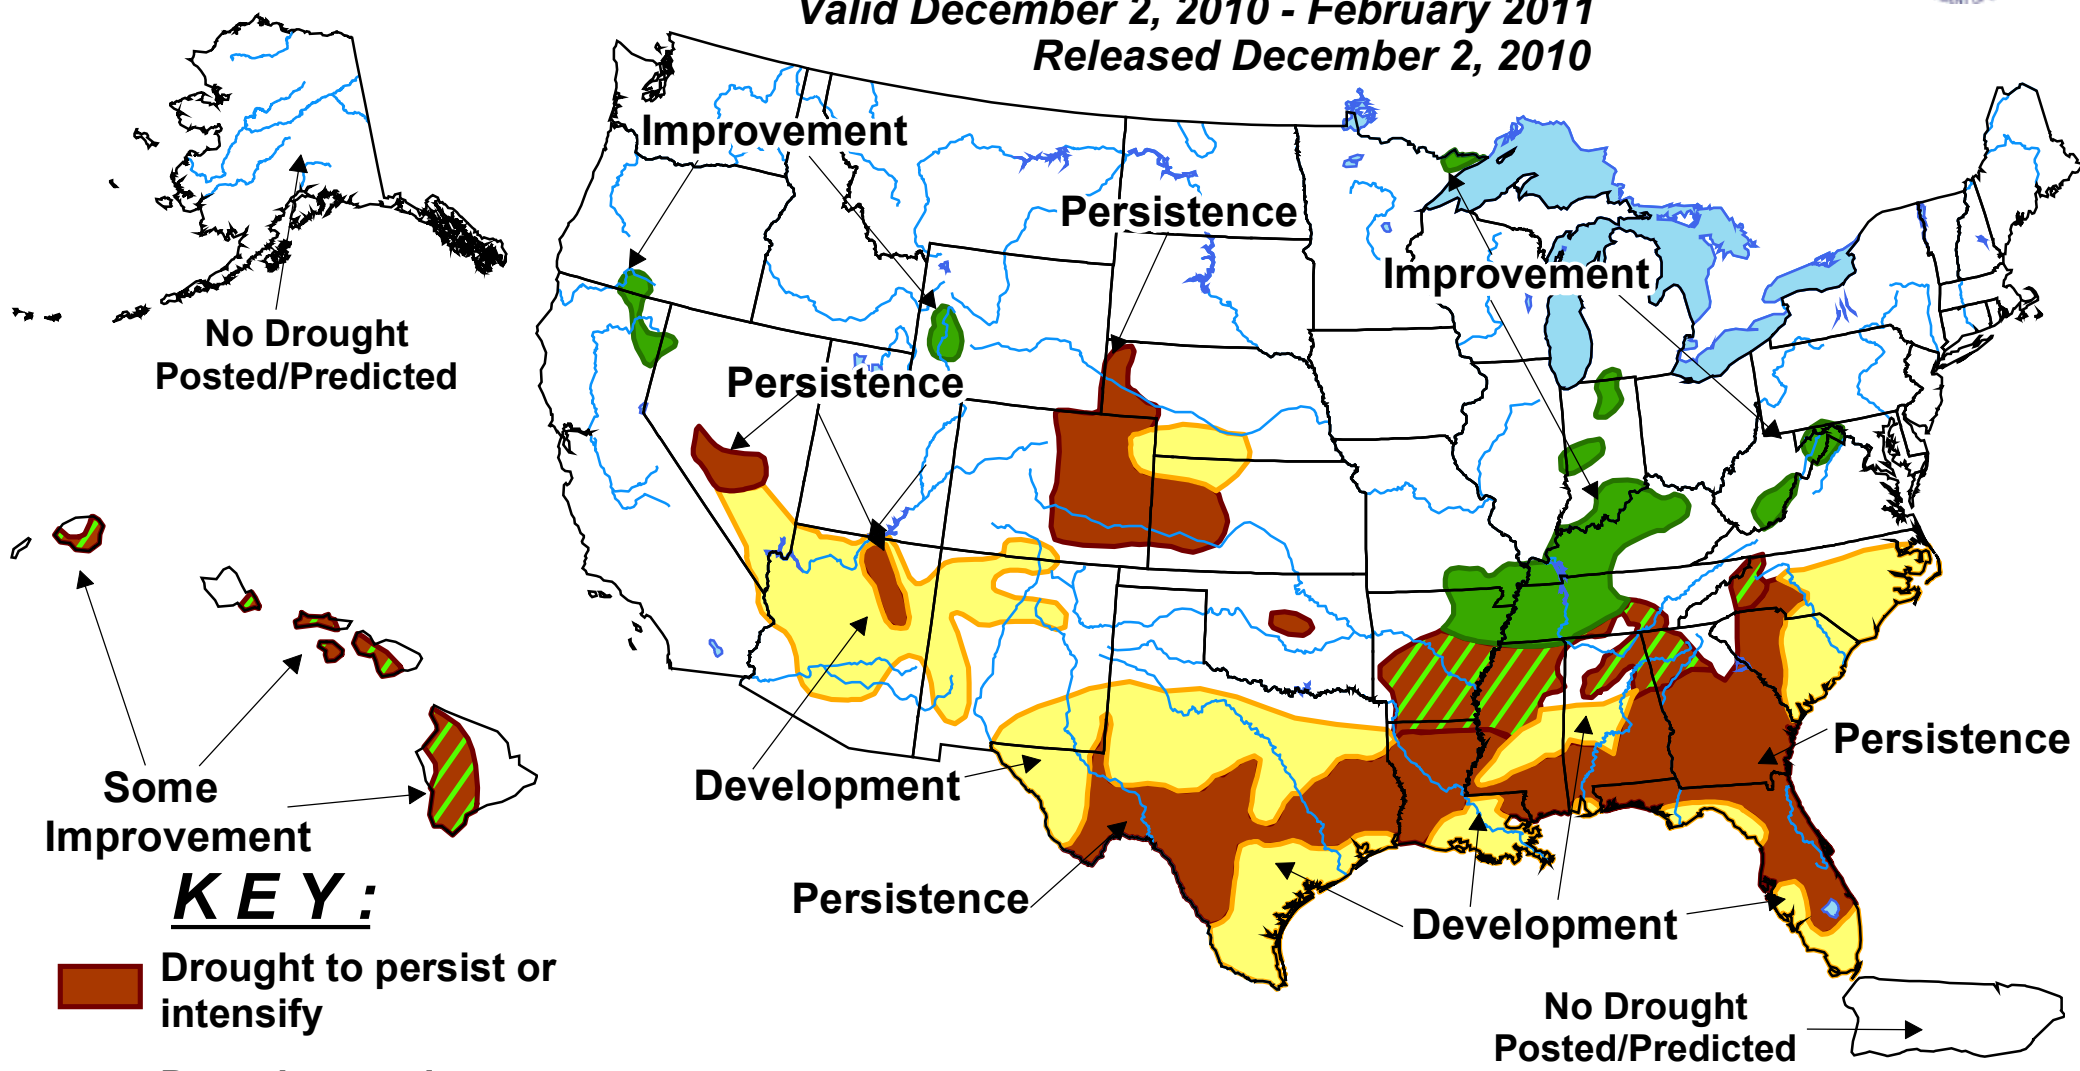 Valid December 2, 2010 - February 2011
Released December 2, 2010
Improvement
Persistence
Improvement
No Drought
Posted/Predicted
Persistence
Some
Improvement
Development
Persistence
Persistence
Development
No Drought
Posted/Predicted
KEY:
Drought to persist or
intensify